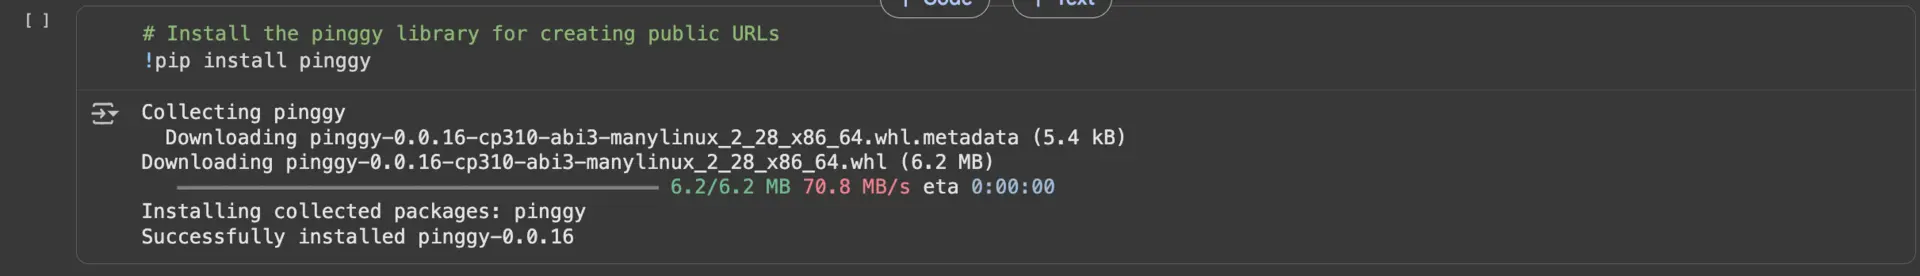 Code Text
[ ]
# Install the pinggy library for creating public URLs
!pip install pinggy
Collecting pinggy
Downloading pinggy-0.0.16-cp310-abi3-manylinux_2_28_x86_64.whl.metadata (5.4 kB)
Downloading pinggy-0.0.16-cp310-abi3-manylinux_2_28_x86_64.whl (6.2 MB)
6.2/6.2 MB 70.8 MB/s eta 0:00:00
Installing collected packages: pinggy
Successfully installed pinggy-0.0.16